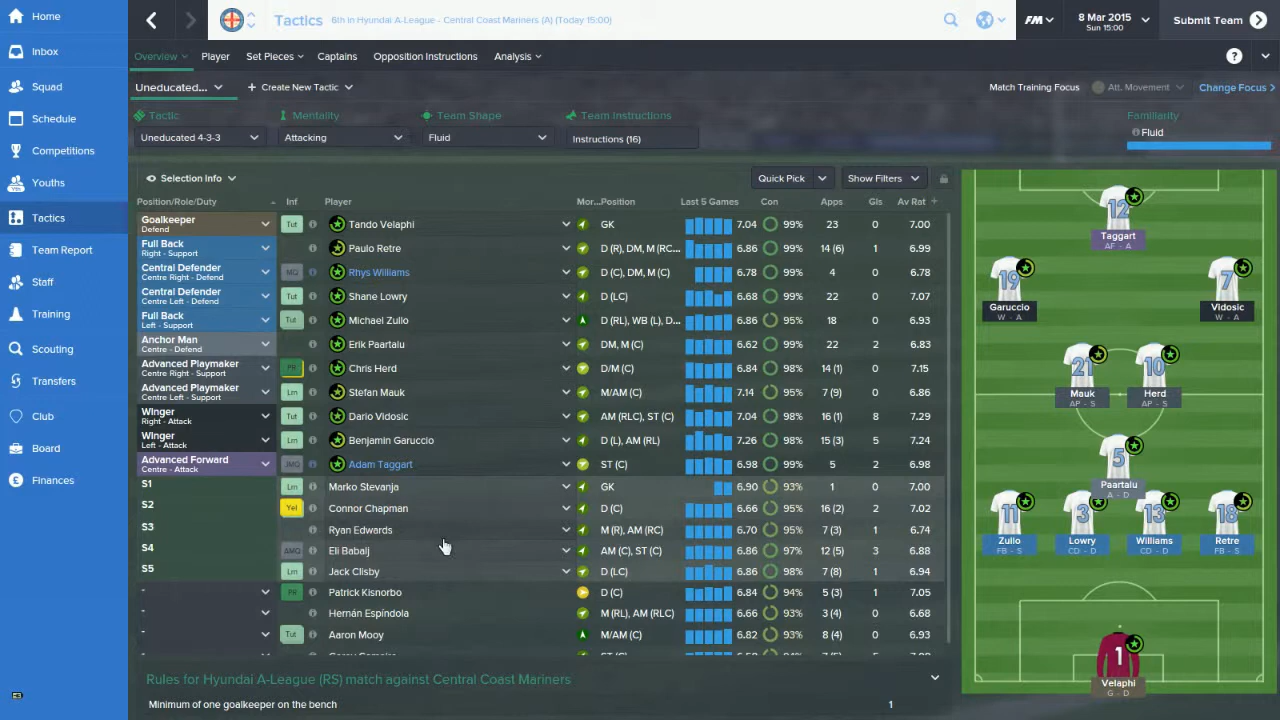 Home
Tactics
6th in Hyundai A-League - Central Coast Mariners (A) (Today 15:00)
FM
8 Mar 2015
Sun 15:00
Submit Team
Inbox
Squad
Schedule
Competitions
Youths
Tactics
Team Report
Staff
Training
Scouting
Transfers
Club
Board
Finances
Overview
Player
Set Pieces
Captains
Opposition Instructions
Analysis
?
Uneducated...
+ Create New Tactic
Match Training Focus
Att. Movement
Change Focus >
Tactic
Mentality
Team Shape
Team Instructions
Familiarity
Uneducated 4-3-3
Attacking
Fluid
Instructions (16)
Fluid
Selection Info
Quick Pick
Show Filters
Position/Role/Duty Inf Player Mor... Position Last 5 Games Con Apps Gls Av Rat +
Goalkeeper
Defend
Tut Tando Velaphi GK 7.04 99% 23 0 7.00
Full Back
Right - Support
Paulo Retre D (R), DM, M (RC... 6.86 99% 14 (6) 1 6.99
Central Defender
Centre Right - Defend
MQ Rhys Williams D (C), DM, M (C) 6.78 99% 4 0 6.78
Central Defender
Centre Left - Defend
Tut Shane Lowry D (LC) 6.68 99% 22 0 7.07
Full Back
Left - Support
Tut Michael Zullo D (RL), WB (L), D... 6.86 95% 18 0 6.93
Anchor Man
Centre - Defend
Erik Paartalu DM, M (C) 6.62 99% 22 2 6.83
Advanced Playmaker
Centre Right - Support
PR Chris Herd D/M (C) 6.84 98% 14 (1) 1 7.15
Advanced Playmaker
Centre Left - Support
Lrn Stefan Mauk M/AM (C) 7.14 95% 7 (9) 1 6.86
Winger
Right - Attack
Tut Dario Vidosic AM (RLC), ST (C) 7.04 98% 16 (1) 8 7.29
Winger
Left - Attack
Lrn Benjamin Garuccio D (L), AM (RL) 7.26 98% 15 (3) 5 7.24
Advanced Forward
Centre - Attack
Adam Taggart ST (C) 6.98 99% 5 2 6.98
S1 Lrn Marko Stevanja GK 6.90 93% 1 0 7.00
S2 Yel Connor Chapman D (C) 6.66 95% 16 (2) 2 7.02
S3 Ryan Edwards M (R), AM (RC) 6.70 95% 7 (3) 1 6.74
S4 Eli Babalj AM (C), ST (C) 6.86 97% 12 (5) 3 6.88
S5 Lrn Jack Clisby D (LC) 6.86 98% 7 (8) 1 6.94
- PR Patrick Kisnorbo D (C) 6.84 94% 5 (3) 1 7.05
- Hernán Espíndola M (RL), AM (RLC) 6.66 93% 3 (4) 0 6.68
- Tut Aaron Mooy M/AM (C) 6.82 93% 8 (4) 0 6.93
Rules for Hyundai A-League (RS) match against Central Coast Mariners
Minimum of one goalkeeper on the bench 1
12
Taggart
AF - A
19
Garuccio
W - A
7
Vidosic
W - A
21
Mauk
AP - S
10
Herd
AP - S
5
Paartalu
A - D
11
Zullo
FB - S
3
Lowry
CD - D
13
Williams
CD - D
18
Retre
FB - S
1
Velaphi
G - D